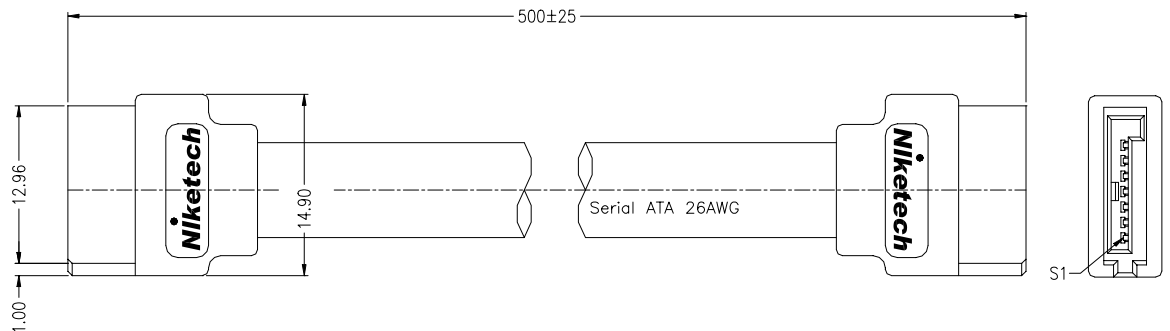 500±25
12.96
1.00
Niketech
14.90
Serial ATA 26AWG
Niketech
S1